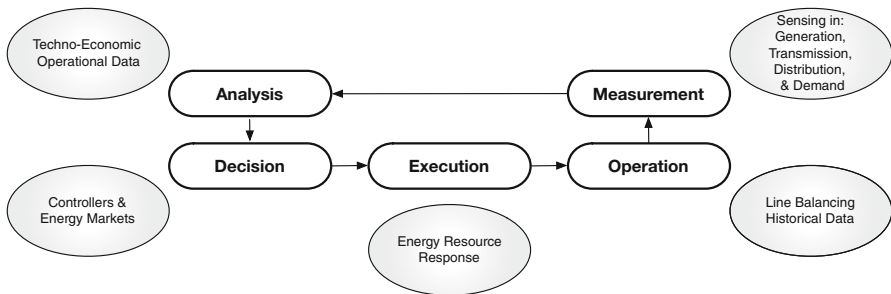 Techno-Economic
Operational Data
Sensing in:
Generation,
Transmission,
Distribution,
& Demand
Analysis
Measurement
Decision
Execution
Operation
Controllers &
Energy Markets
Line Balancing
Historical Data
Energy Resource
Response